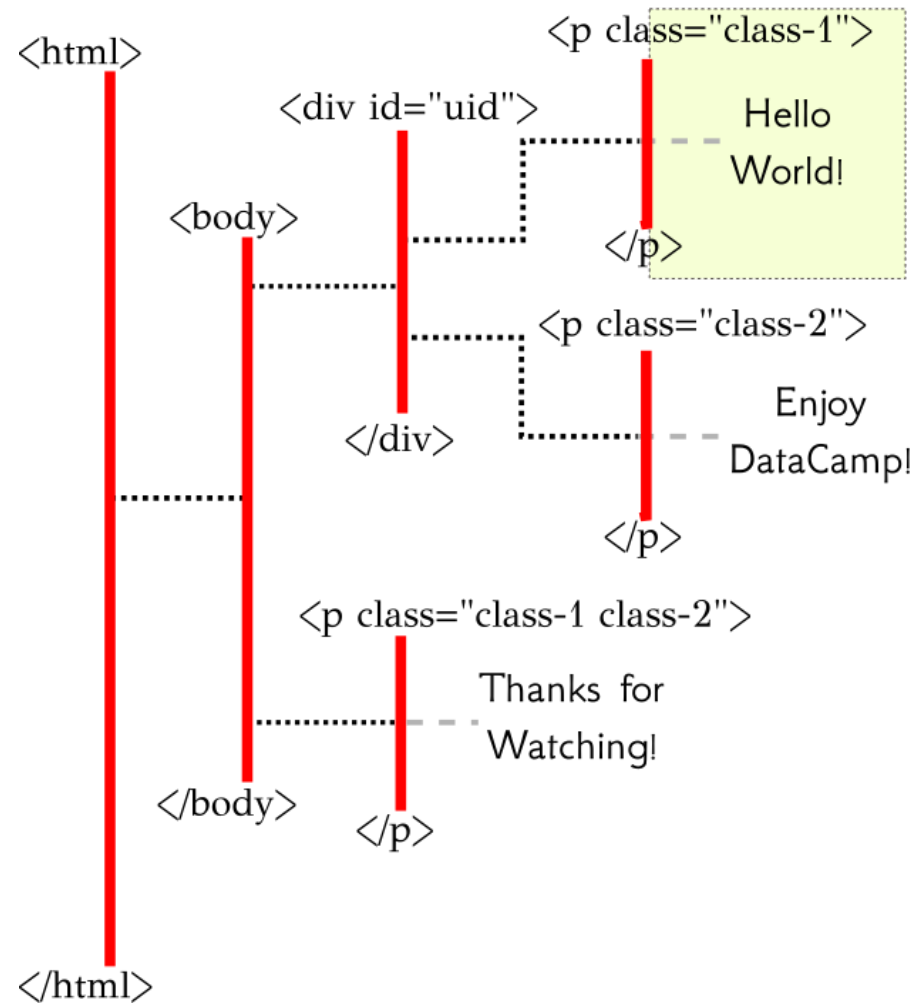 <html>
<body>
<div id="uid">
<p class="class-1">
Hello
World!
</p>
<p class="class-2">
Enjoy
DataCamp!
</p>
</div>
<p class="class-1 class-2">
Thanks for
Watching!
</p>
</body>
</html>